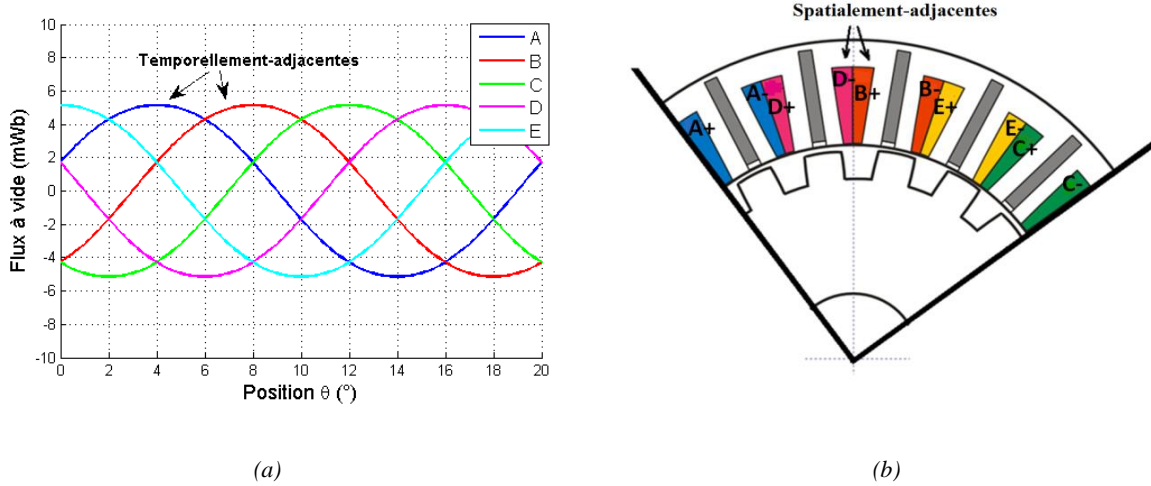 Temporellement-adjacentes
A
B
C
D
E
Flux à vide (mWb)
10
8
6
4
2
0
-2
-4
-6
-8
-10
0 2 4 6 8 10 12 14 16 18 20
Position θ (°)
(a)
Spatialement-adjacentes
A+
A-
D+
D-
B+
B-
E+
E-
C+
C-
(b)